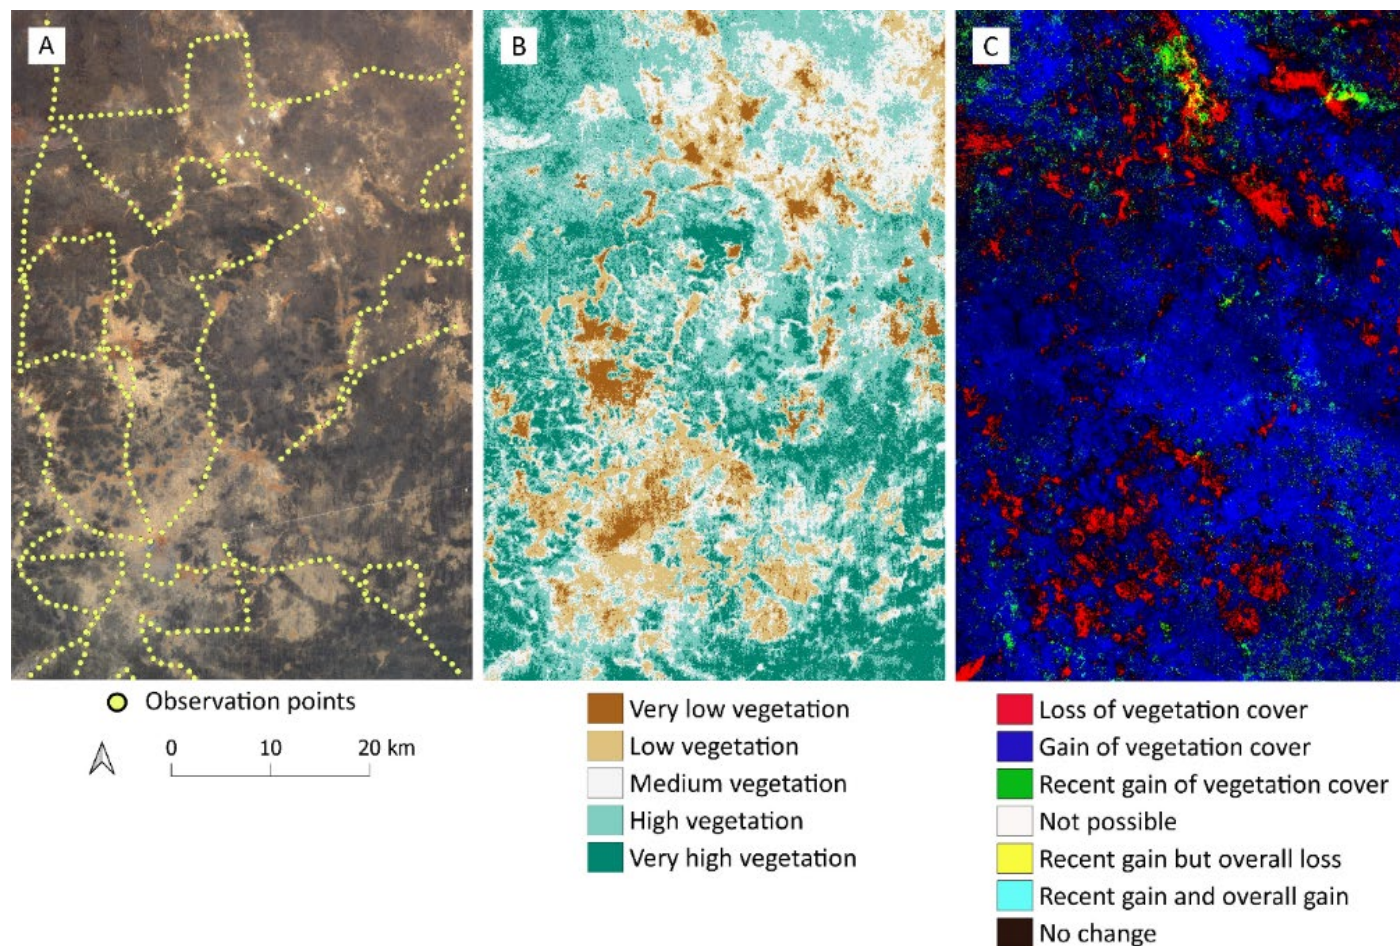 A
B
C
Observation points
0 10 20 km
Very low vegetation
Low vegetation
Medium vegetation
High vegetation
Very high vegetation
Loss of vegetation cover
Gain of vegetation cover
Recent gain of vegetation cover
Not possible
Recent gain but overall loss
Recent gain and overall gain
No change